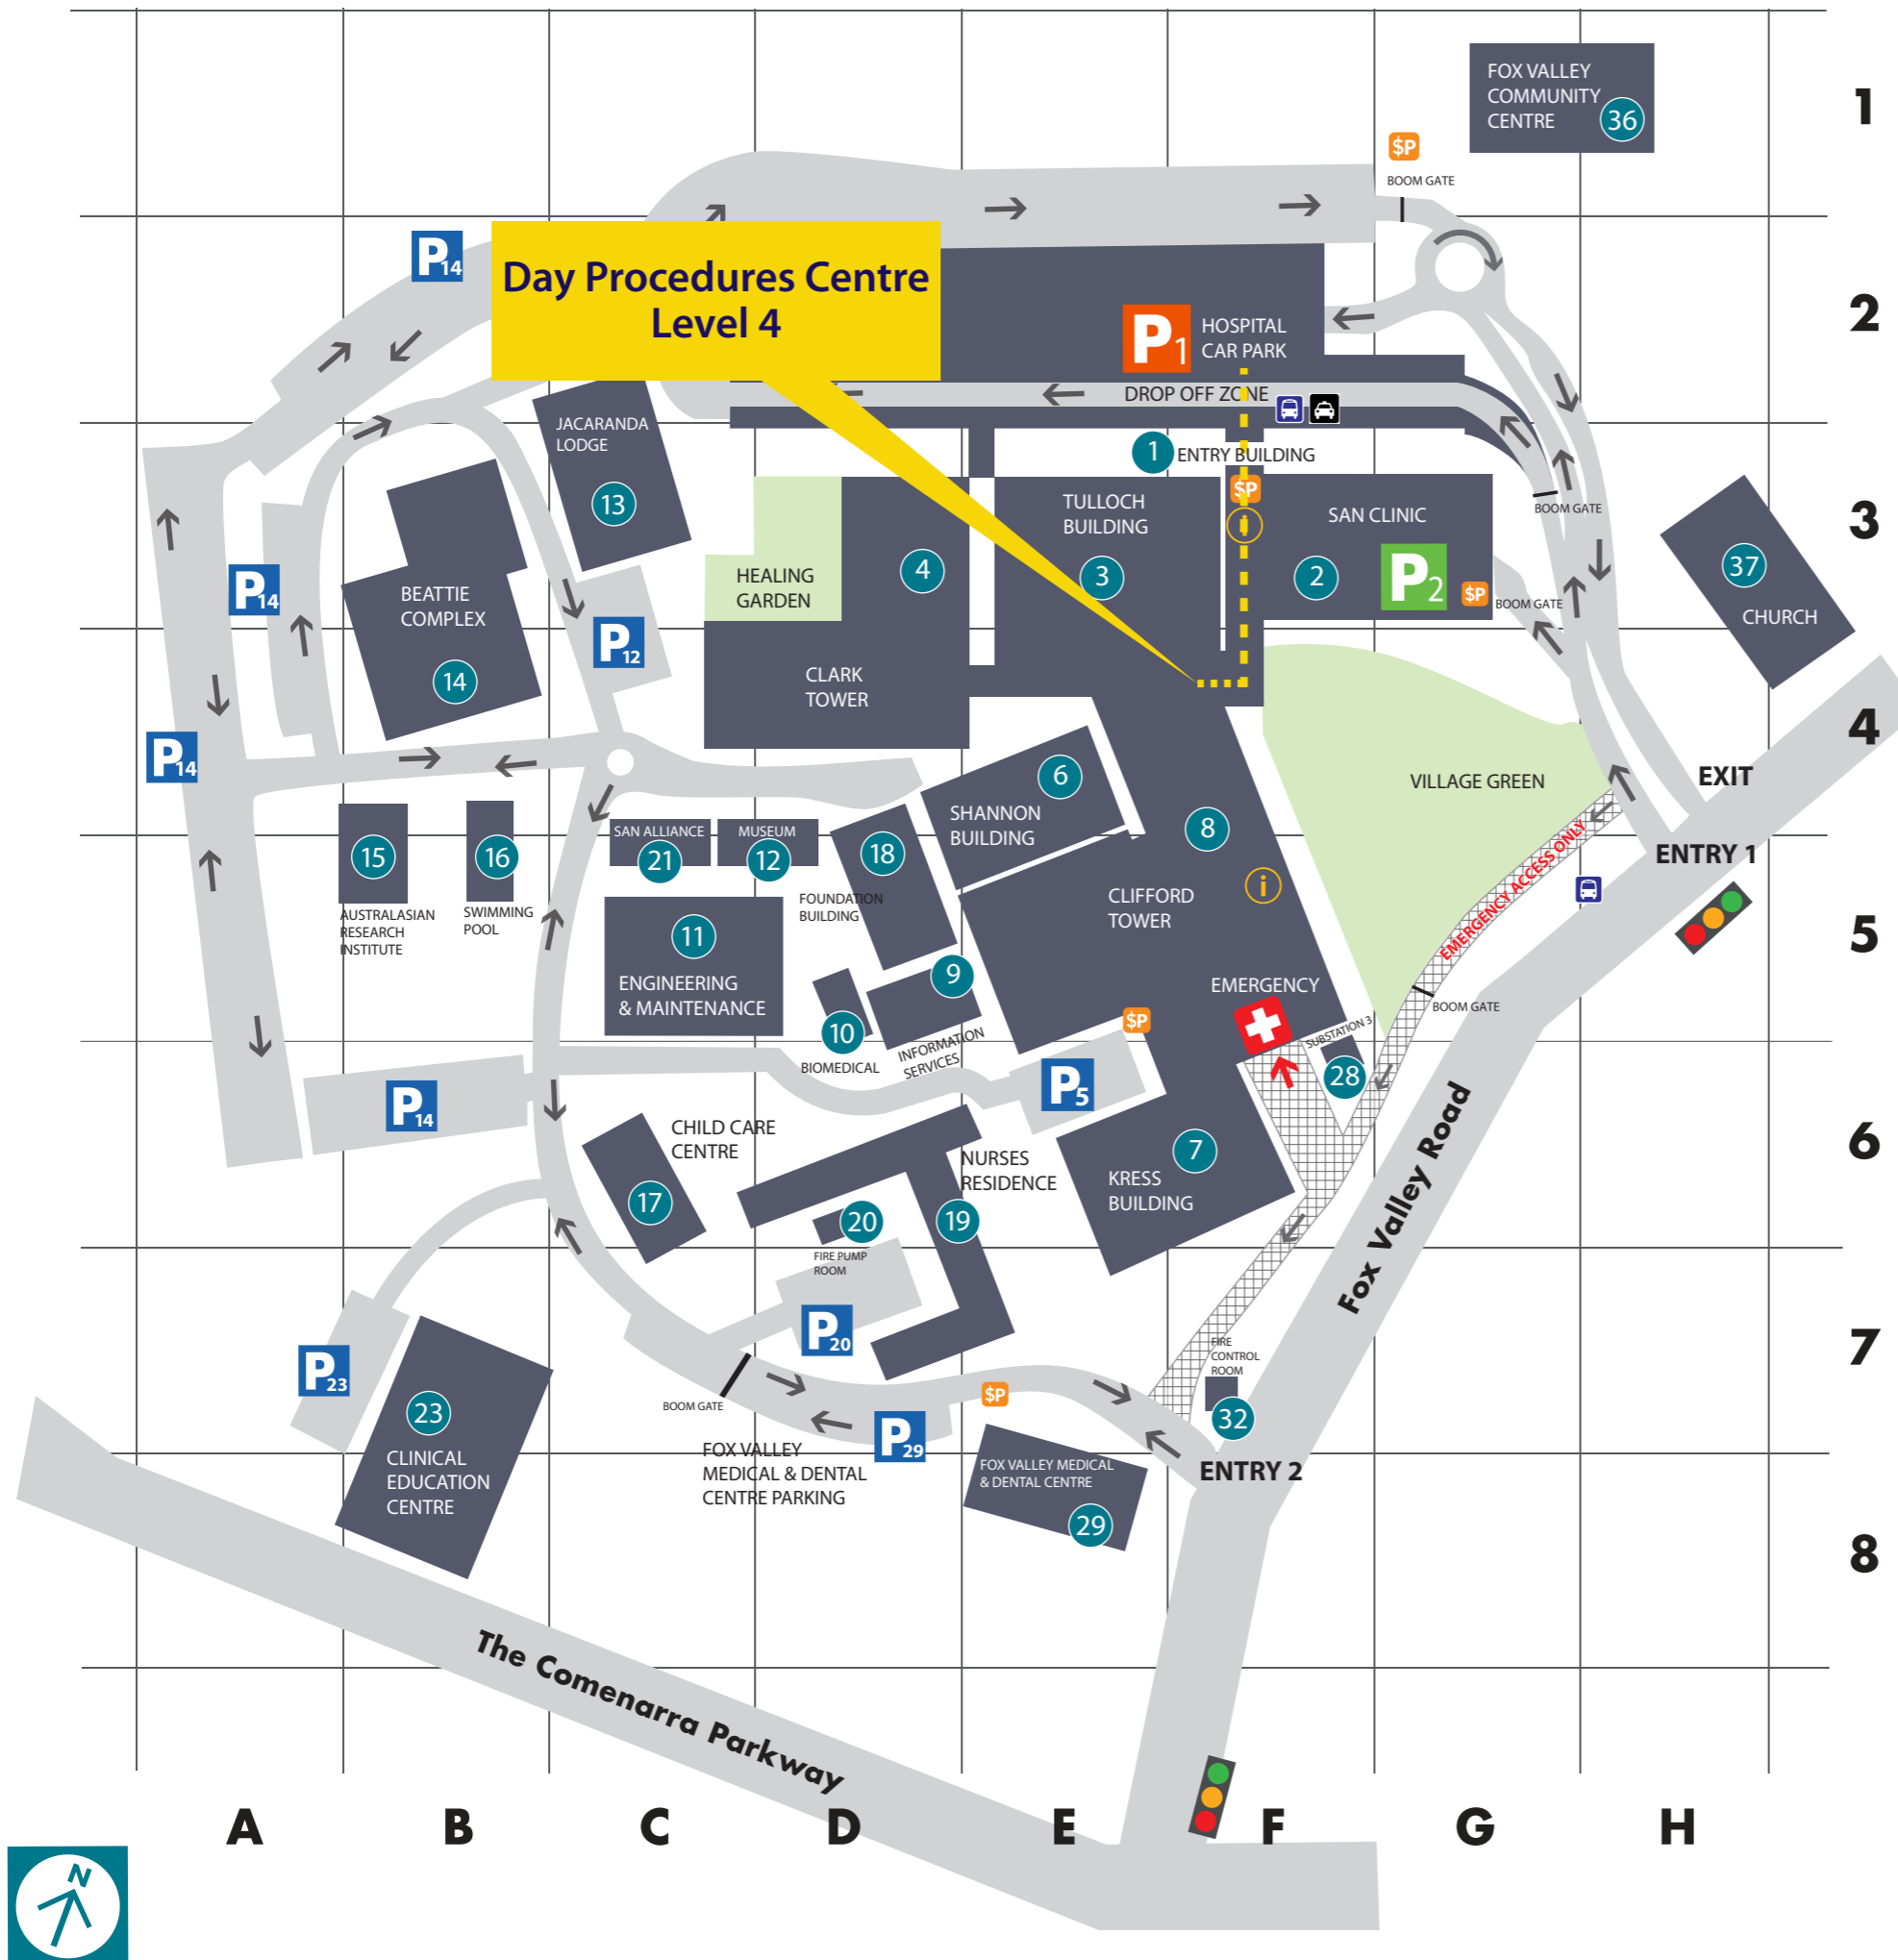 1
FOX VALLEY
COMMUNITY
CENTRE
36
$P
BOOM GATE
P14
Day Procedures Centre
Level 4
P1
HOSPITAL
CAR PARK
2
DROP OFF ZONE
JACARANDA
LODGE
13
1
ENTRY BUILDING
$P
TULLOCH
BUILDING
3
SAN CLINIC
2
P2
$P
BOOM GATE
BOOM GATE
3
37
CHURCH
P14
BEATTIE
COMPLEX
14
HEALING
GARDEN
4
P12
CLARK
TOWER
P14
4
VILLAGE GREEN
EXIT
ENTRY 1
6
SHANNON
BUILDING
8
15
AUSTRALASIAN
RESEARCH
INSTITUTE
16
SWIMMING
POOL
SAN ALLIANCE
21
MUSEUM
12
18
FOUNDATION
BUILDING
CLIFFORD
TOWER
i
EMERGENCY ACCESS ONLY
5
11
ENGINEERING
& MAINTENANCE
9
INFORMATION
SERVICES
10
BIOMEDICAL
$P
EMERGENCY
SUBSTATION 3
28
BOOM GATE
P14
P5
6
CHILD CARE
CENTRE
17
NURSES
RESIDENCE
19
20
FIRE PUMP
ROOM
7
KRESS
BUILDING
Fox Valley Road
P20
P23
7
FIRE
CONTROL
ROOM
32
23
CLINICAL
EDUCATION
CENTRE
BOOM GATE
$P
P29
FOX VALLEY
MEDICAL & DENTAL
CENTRE PARKING
FOX VALLEY MEDICAL
& DENTAL CENTRE
29
ENTRY 2
8
The Comenarra Parkway
A B C D E F G H
N